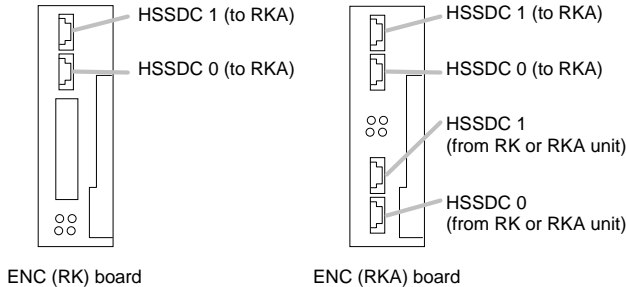 HSSDC 1 (to RKA)
HSSDC 0 (to RKA)
ENC (RK) board
HSSDC 1 (to RKA)
HSSDC 0 (to RKA)
HSSDC 1
(from RK or RKA unit)
HSSDC 0
(from RK or RKA unit)
ENC (RKA) board